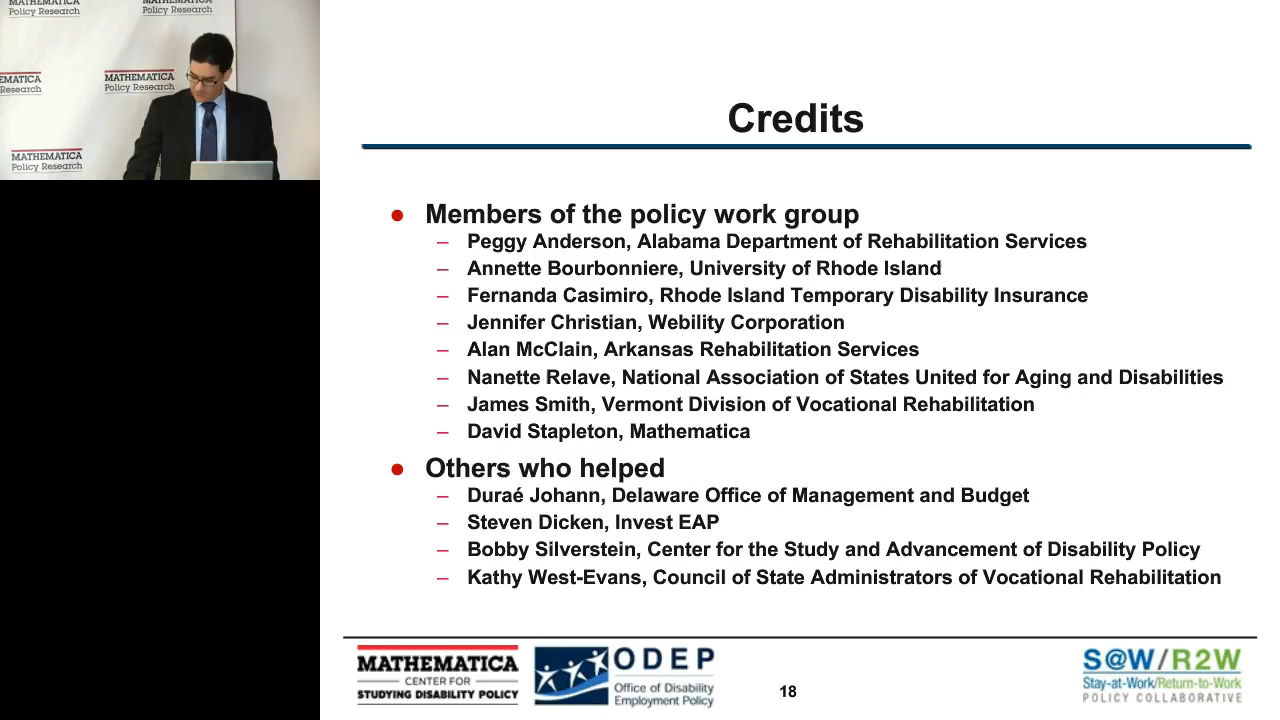 MATHEMATICA
Policy Research
MATHEMATICA
Policy Research
MATHEMATICA
Policy Research
MATHEMATICA
Policy Research
MATHEMATICA
Policy Research
Credits
● Members of the policy work group
– Peggy Anderson, Alabama Department of Rehabilitation Services
– Annette Bourbonniere, University of Rhode Island
– Fernanda Casimiro, Rhode Island Temporary Disability Insurance
– Jennifer Christian, Webility Corporation
– Alan McClain, Arkansas Rehabilitation Services
– Nanette Relave, National Association of States United for Aging and Disabilities
– James Smith, Vermont Division of Vocational Rehabilitation
– David Stapleton, Mathematica
● Others who helped
– Duraé Johann, Delaware Office of Management and Budget
– Steven Dicken, Invest EAP
– Bobby Silverstein, Center for the Study and Advancement of Disability Policy
– Kathy West-Evans, Council of State Administrators of Vocational Rehabilitation
MATHEMATICA
CENTER FOR
STUDYING DISABILITY POLICY
ODEP
Office of Disability
Employment Policy
18
S@W/R2W
Stay-at-Work/Return-to-Work
POLICY COLLABORATIVE